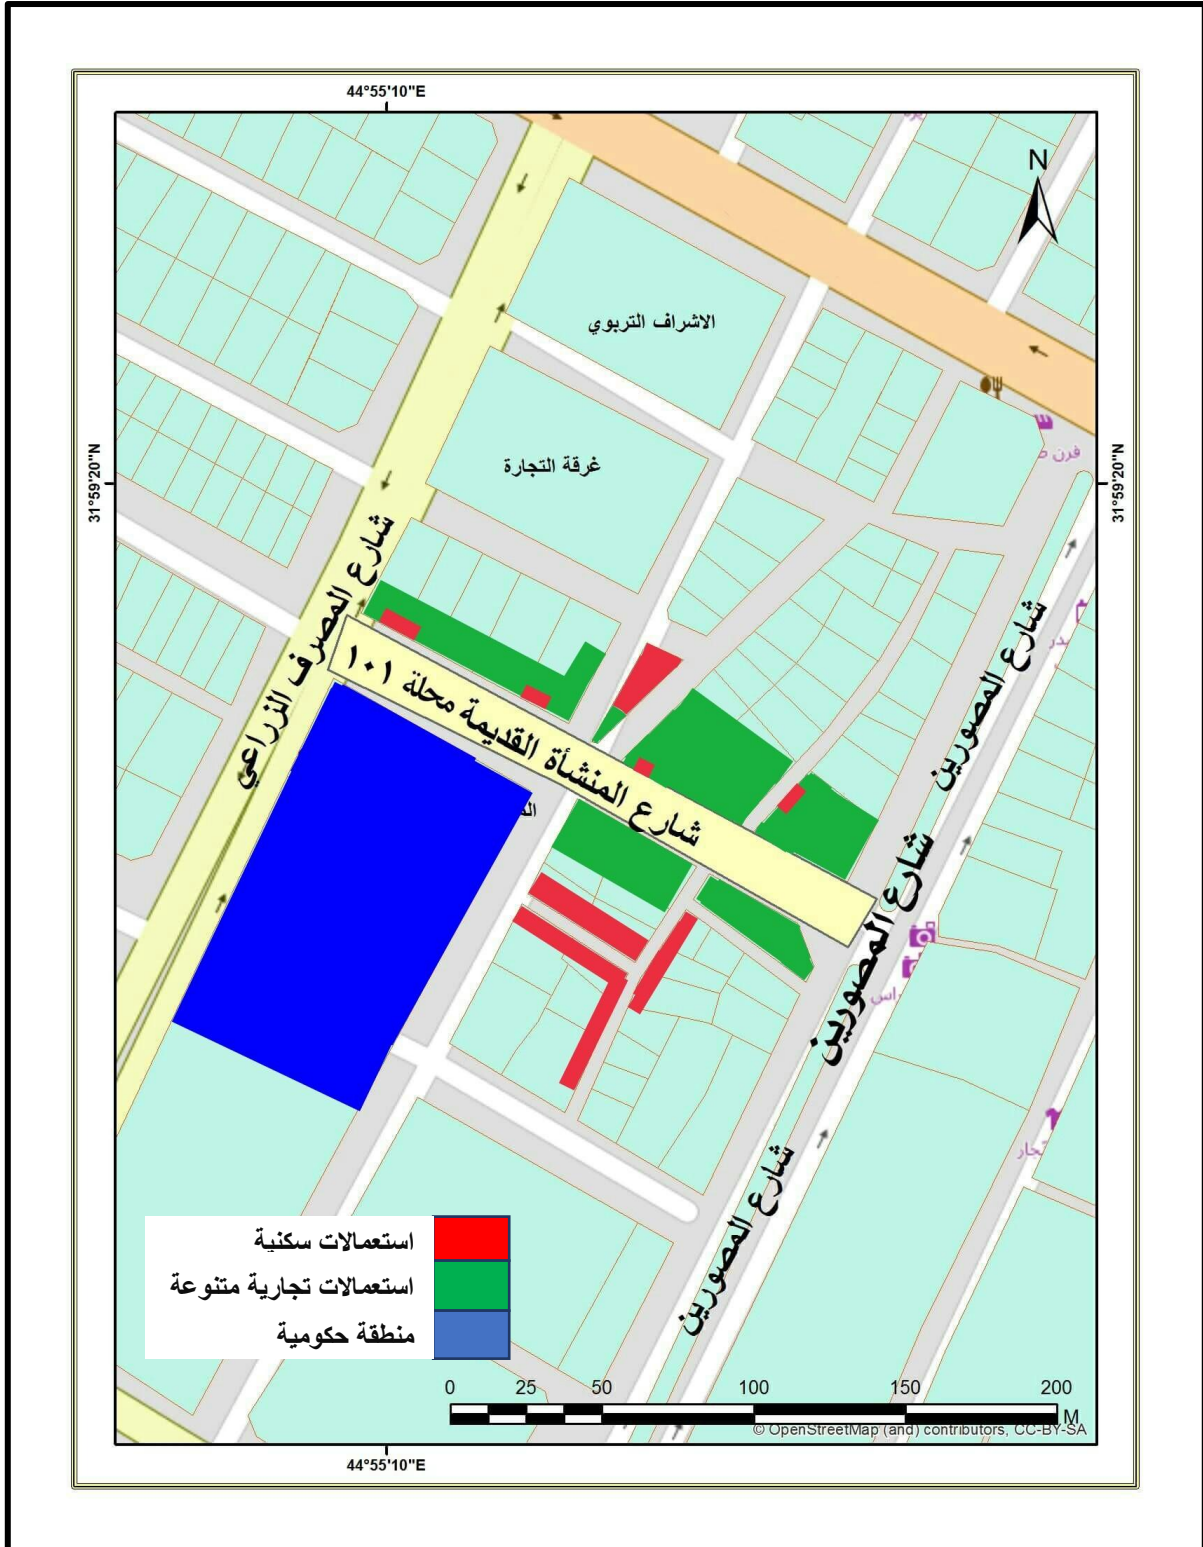 44°55'10"E
N
الاشراف التربوي
فرن
غرقة التجارة
31°59'20"N
31°59'20"N
شارع المصرف الزراعي
شارع المنشأة القديمة محلة ١٠١
شارع المصورين
شارع المصورين
شارع المصورين
استعمالات سكنية
استعمالات تجارية متنوعة
منطقة حكومية
0 25 50 100 150 200
M
© OpenStreetMap (and) contributors, CC-BY-SA
44°55'10"E